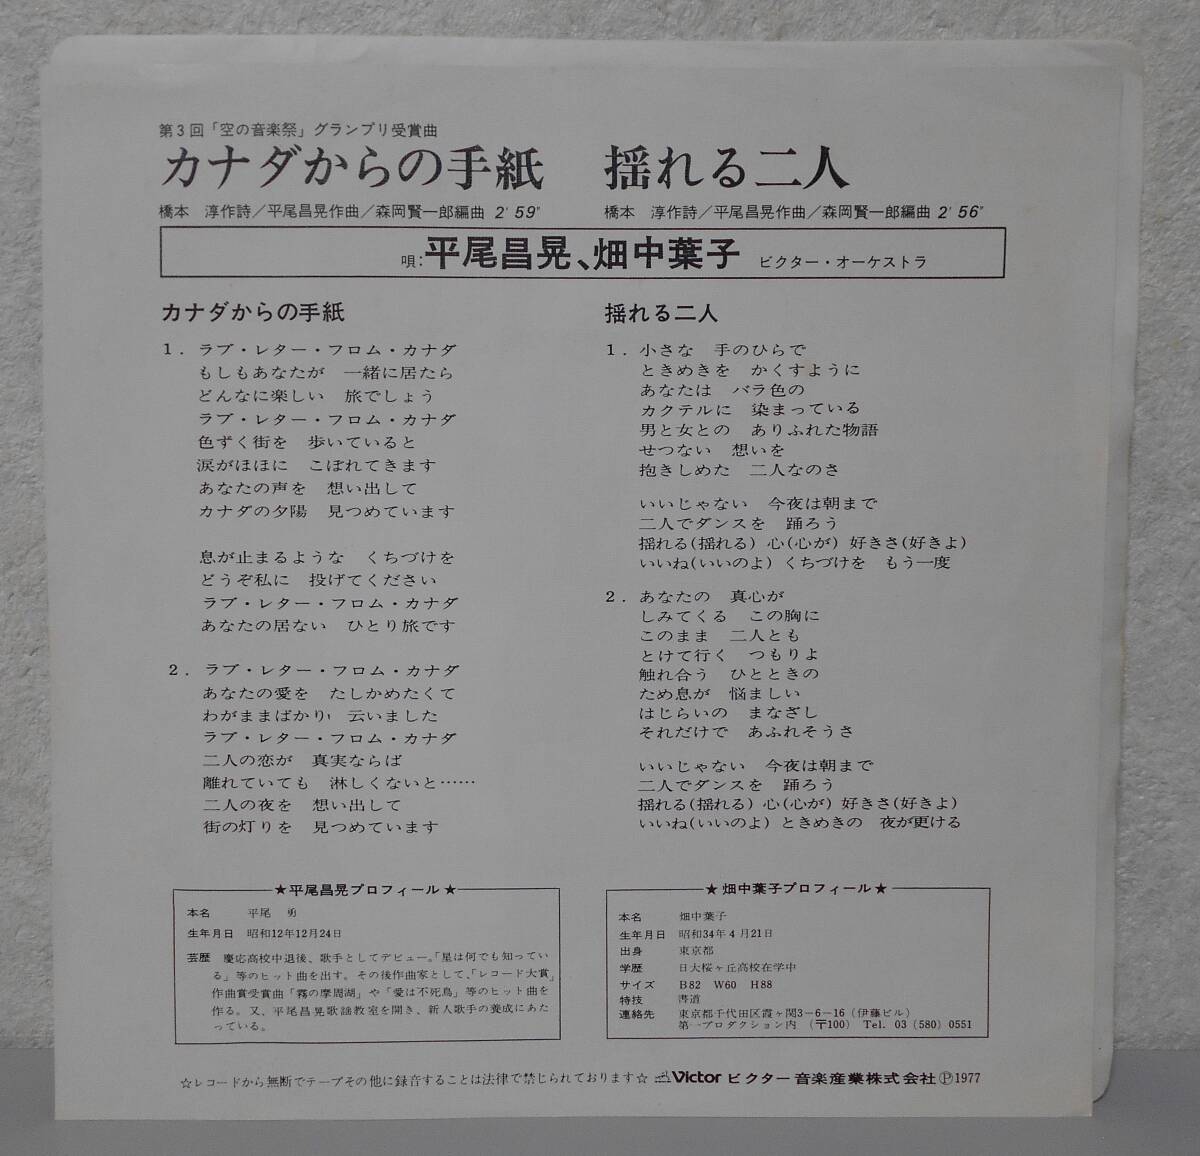 第3回「空の音楽祭」グランプリ受賞曲
カナダからの手紙
橋本　淳作詩／平尾昌晃作曲／森岡賢一郎編曲 2′59″
揺れる二人
橋本　淳作詩／平尾昌晃作曲／森岡賢一郎編曲 2′56″
唄:平尾昌晃、畑中葉子　ビクター・オーケストラ
カナダからの手紙
1．ラブ・レター・フロム・カナダ
もしもあなたが　一緒に居たら
どんなに楽しい　旅でしょう
ラブ・レター・フロム・カナダ
色ずく街を　歩いていると
涙がほほに　こぼれてきます
あなたの声を　想い出して
カナダの夕陽　見つめています
息が止まるような　くちづけを
どうぞ私に　投げてください
ラブ・レター・フロム・カナダ
あなたの居ない　ひとり旅です
2．ラブ・レター・フロム・カナダ
あなたの愛を　たしかめたくて
わがままばかり　云いました
ラブ・レター・フロム・カナダ
二人の恋が　真実ならば
離れていても　淋しくないと……
二人の夜を　想い出して
街の灯りを　見つめています
揺れる二人
1．小さな　手のひらで
ときめきを　かくすように
あなたは　バラ色の
カクテルに　染まっている
男と女との　ありふれた物語
せつない　想いを
抱きしめた　二人なのさ
いいじゃない　今夜は朝まで
二人でダンスを　踊ろう
揺れる(揺れる) 心(心が) 好きさ(好きよ)
いいね(いいのよ) くちづけを　もう一度
2．あなたの　真心が
しみてくる　この胸に
このまま　二人とも
とけて行く　つもりよ
触れ合う　ひとときの
ため息が　悩ましい
はじらいの　まなざし
それだけで　あふれそうさ
いいじゃない　今夜は朝まで
二人でダンスを　踊ろう
揺れる(揺れる) 心(心が) 好きさ(好きよ)
いいね(いいのよ) ときめきの　夜が更ける
★平尾昌晃プロフィール★
本名　平尾　勇
生年月日　昭和12年12月24日
芸歴　慶応高校中退後、歌手としてデビュー。「星は何でも知ってい
る」等のヒット曲を出す。その後作曲家として、「レコード大賞」
作曲賞受賞曲「霧の摩周湖」や「愛は不死鳥」等のヒット曲を
作る。又、平尾昌晃歌謡教室を開き、新人歌手の養成にあた
っている。
★畑中葉子プロフィール★
本名　畑中葉子
生年月日　昭和34年4月21日
出身　東京都
学歴　日大桜ヶ丘高校在学中
サイズ　B82　W60　H88
特技　書道
連絡先　東京都千代田区霞ヶ関3−6−16（伊藤ビル）
第一プロダクション内　（〒100）　Tel. 03（580）0551
☆レコードから無断でテープその他に録音することは法律で禁じられております☆ Victor ビクター音楽産業株式会社Ⓟ1977